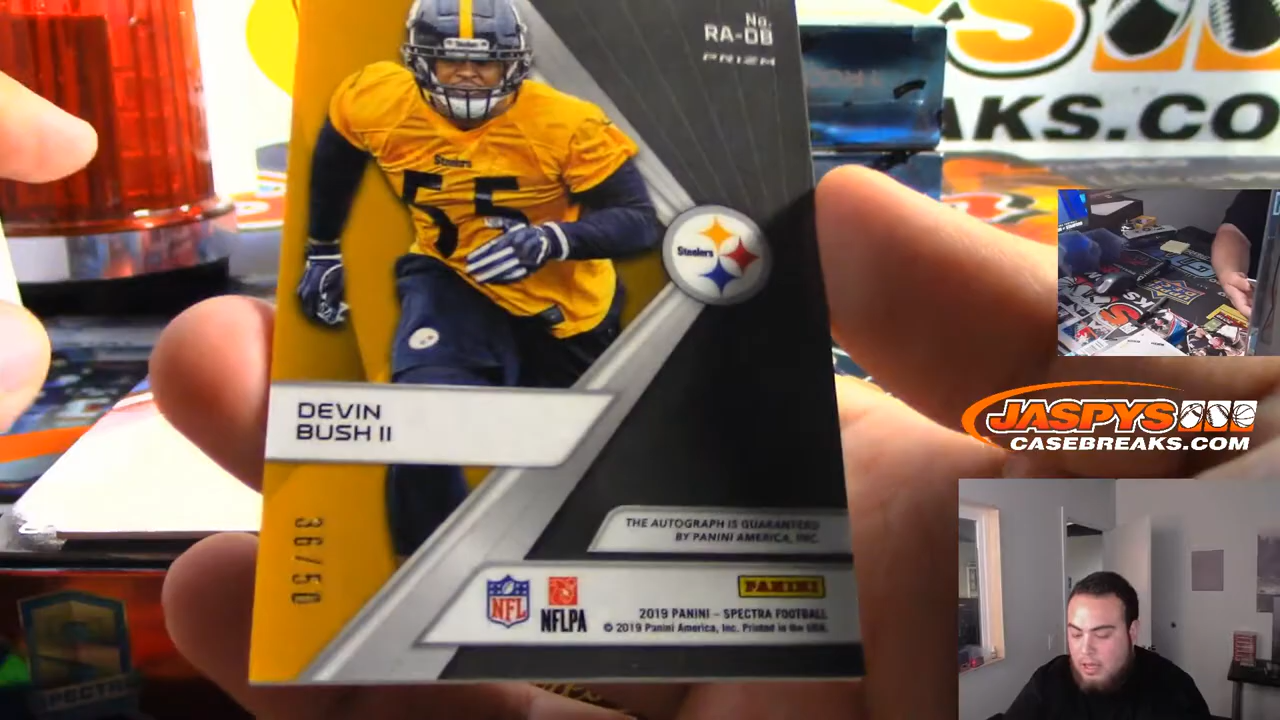 No.
RA-DB
PRIZM
AKS.CO
Steelers
55
Steelers
DEVIN
BUSH II
36/50
THE AUTOGRAPH IS GUARANTEED
BY PANINI AMERICA, INC.
NFL
NFLPA
PANINI
2019 PANINI – SPECTRA FOOTBALL
© 2019 Panini America, Inc. Printed in the USA.
SPECTRA
JASPYS
CASEBREAKS.COM